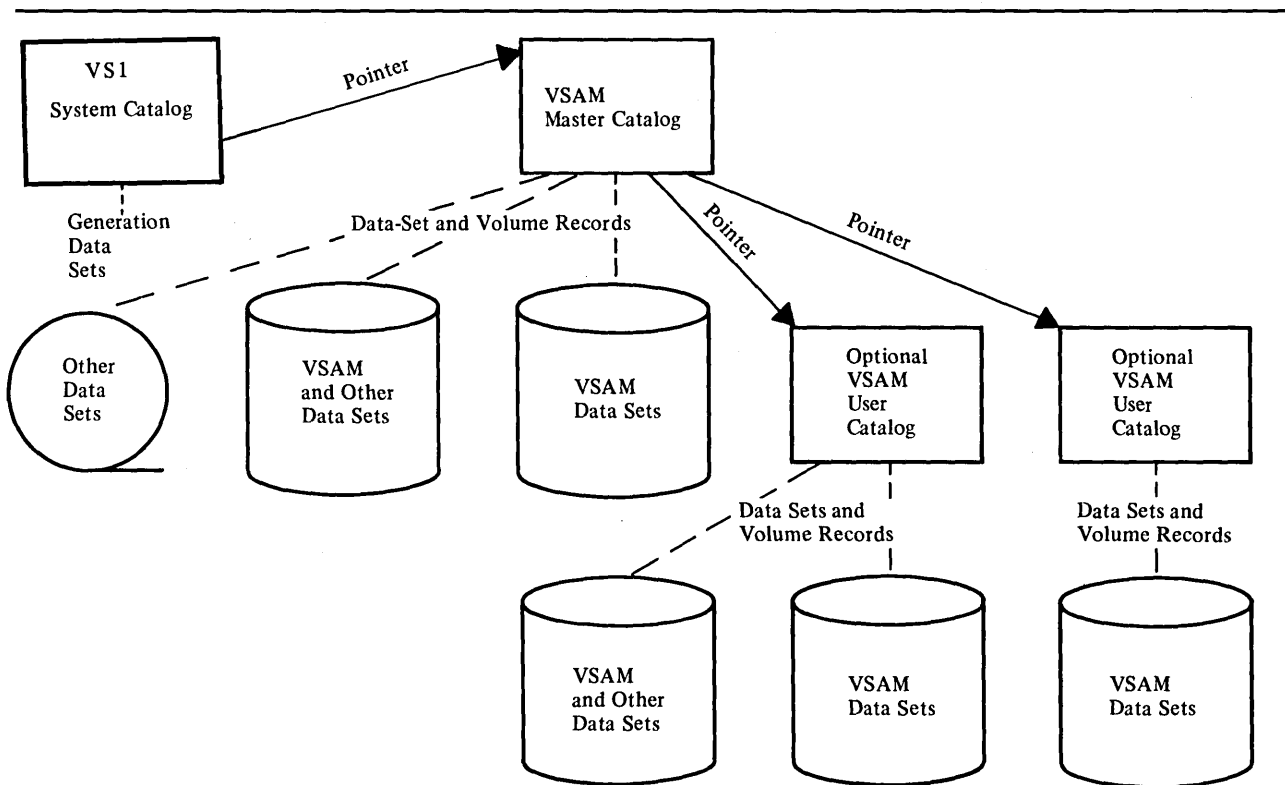 VS1
System Catalog
Pointer
VSAM
Master Catalog
Generation
Data
Sets
Data-Set and Volume Records
Pointer
Pointer
Other
Data
Sets
VSAM
and Other
Data Sets
VSAM
Data Sets
Optional
VSAM
User
Catalog
Optional
VSAM
User
Catalog
Data Sets and
Volume Records
Data Sets and
Volume Records
VSAM
and Other
Data Sets
VSAM
Data Sets
VSAM
Data Sets